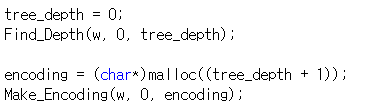 tree_depth = 0;
Find_Depth(w, 0, tree_depth);
encoding = (char*)malloc((tree_depth + 1));
Make_Encoding(w, 0, encoding);